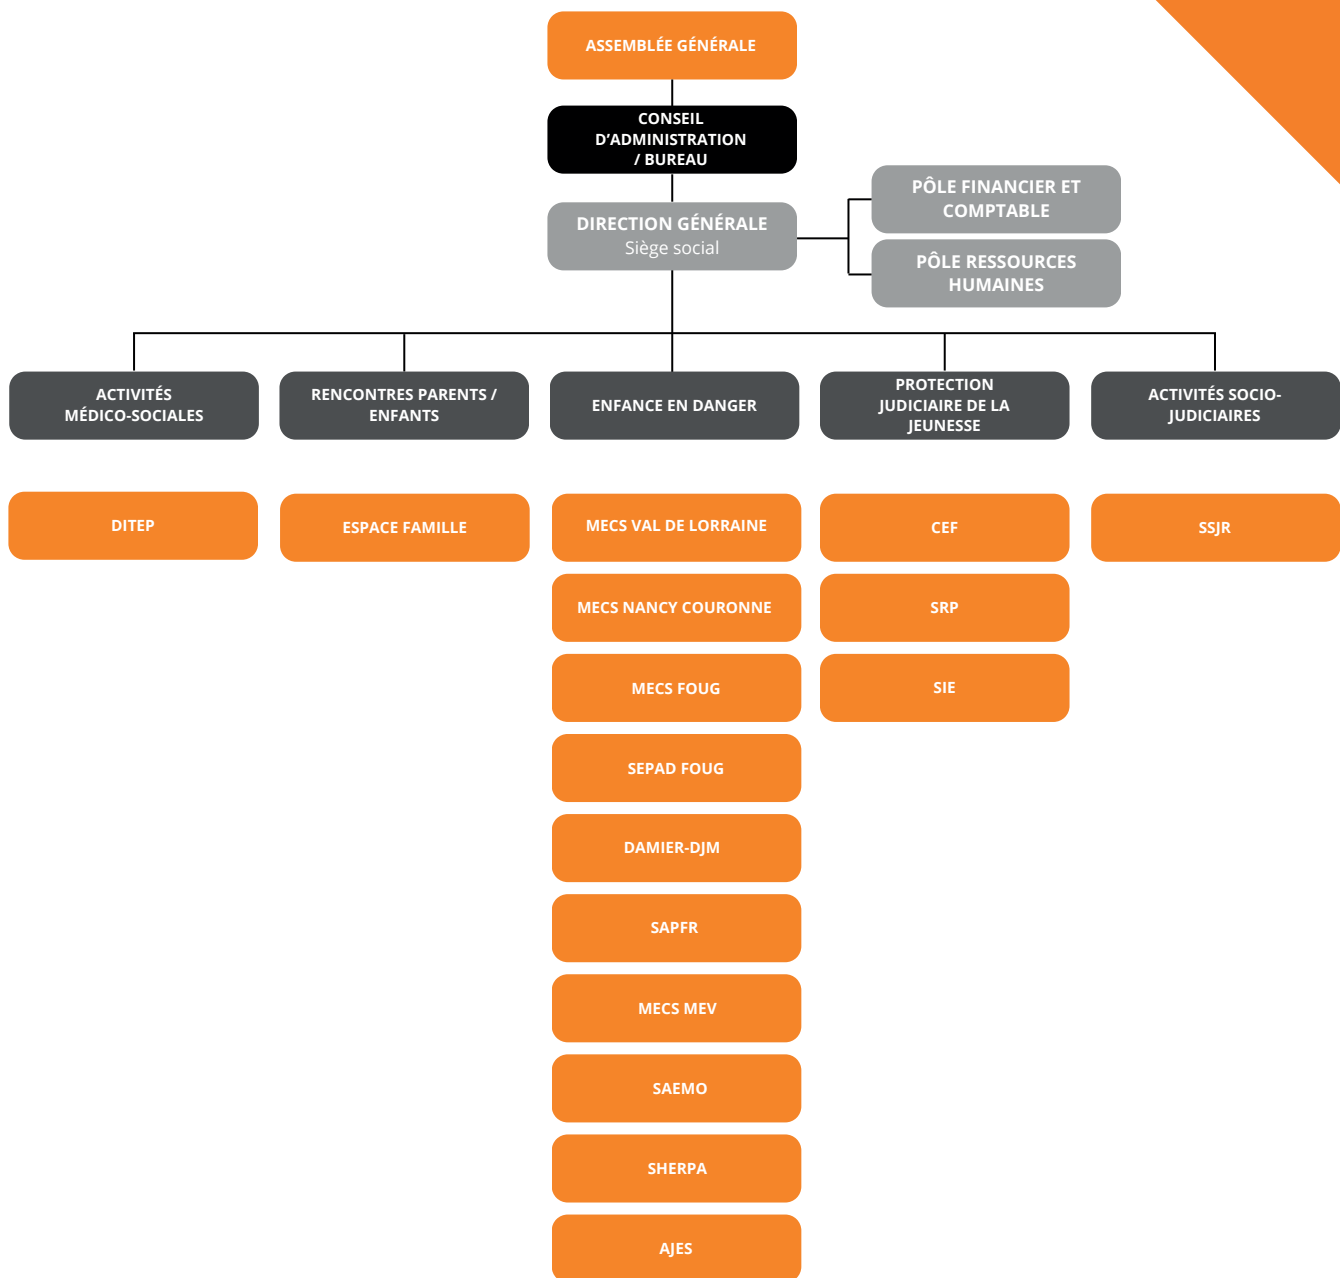 ASSEMBLÉE GÉNÉRALE
CONSEIL
D’ADMINISTRATION
/ BUREAU
DIRECTION GÉNÉRALE
Siège social
PÔLE FINANCIER ET
COMPTABLE
PÔLE RESSOURCES
HUMAINES
ACTIVITÉS
MÉDICO-SOCIALES
RENCONTRES PARENTS /
ENFANTS
ENFANCE EN DANGER
PROTECTION
JUDICIAIRE DE LA
JEUNESSE
ACTIVITÉS SOCIO-
JUDICIAIRES
DITEP
ESPACE FAMILLE
MECS VAL DE LORRAINE
MECS NANCY COURONNE
MECS FOUG
SEPAD FOUG
DAMIER-DJM
SAPFR
MECS MEV
SAEMO
SHERPA
AJES
CEF
SRP
SIE
SSJR